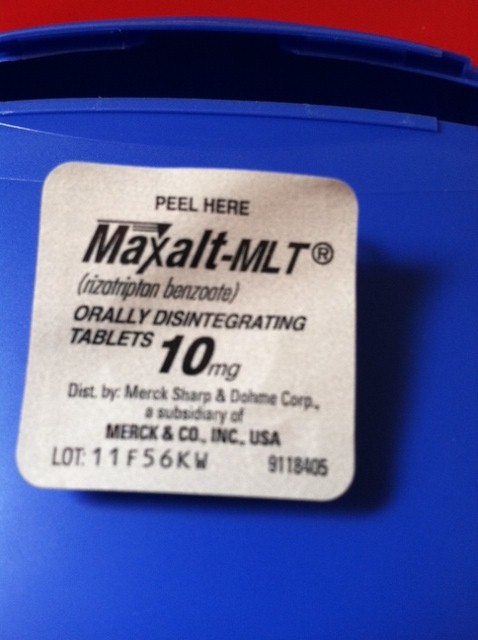 PEEL HERE
Maxalt-MLT®
(rizatriptan benzoate)
ORALLY DISINTEGRATING
TABLETS 10mg
Dist. by: Merck Sharp & Dohme Corp.,
a subsidiary of
MERCK & CO., INC., USA
LOT: 11F56KW 9118405